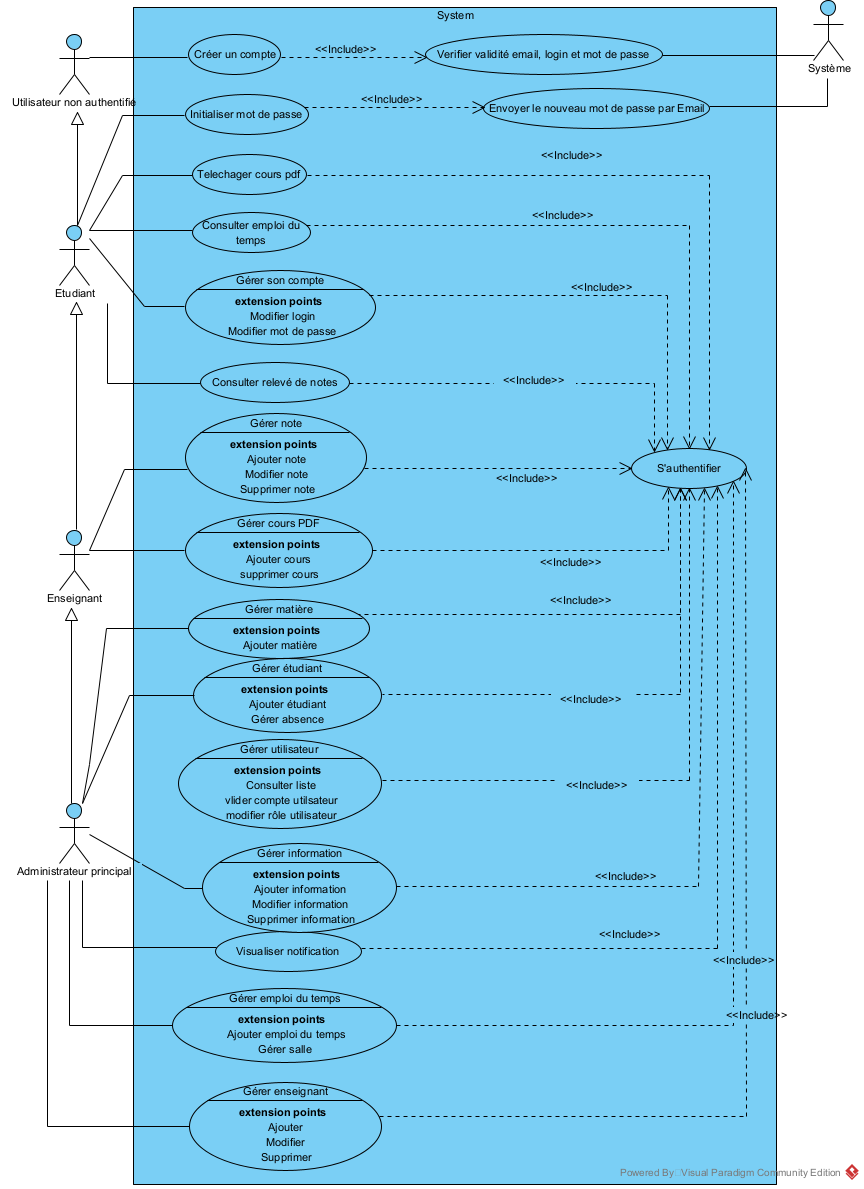 System
Créer un compte
<<Include>>
Verifier validité email, login et mot de passe
Système
Utilisateur non authentifie
Initialiser mot de passe
<<Include>>
Envoyer le nouveau mot de passe par Email
Telechager cours pdf
<<Include>>
Consulter emploi du
temps
<<Include>>
Etudiant
Gérer son compte
extension points
Modifier login
Modifier mot de passe
<<Include>>
Consulter relevé de notes
<<Include>>
Gérer note
extension points
Ajouter note
Modifier note
Supprimer note
<<Include>>
S'authentifier
Gérer cours PDF
extension points
Ajouter cours
supprimer cours
<<Include>>
Enseignant
Gérer matière
extension points
Ajouter matière
<<Include>>
Gérer étudiant
extension points
Ajouter étudiant
Gérer absence
<<Include>>
Gérer utilisateur
extension points
Consulter liste
vlider compte utilsateur
modifier rôle utilisateur
<<Include>>
Administrateur principal
Gérer information
extension points
Ajouter information
Modifier information
Supprimer information
<<Include>>
Visualiser notification
<<Include>>
<<Include>>
Gérer emploi du temps
extension points
Ajouter emploi du temps
Gérer salle
<<Include>>
Gérer enseignant
extension points
Ajouter
Modifier
Supprimer
Powered By Visual Paradigm Community Edition